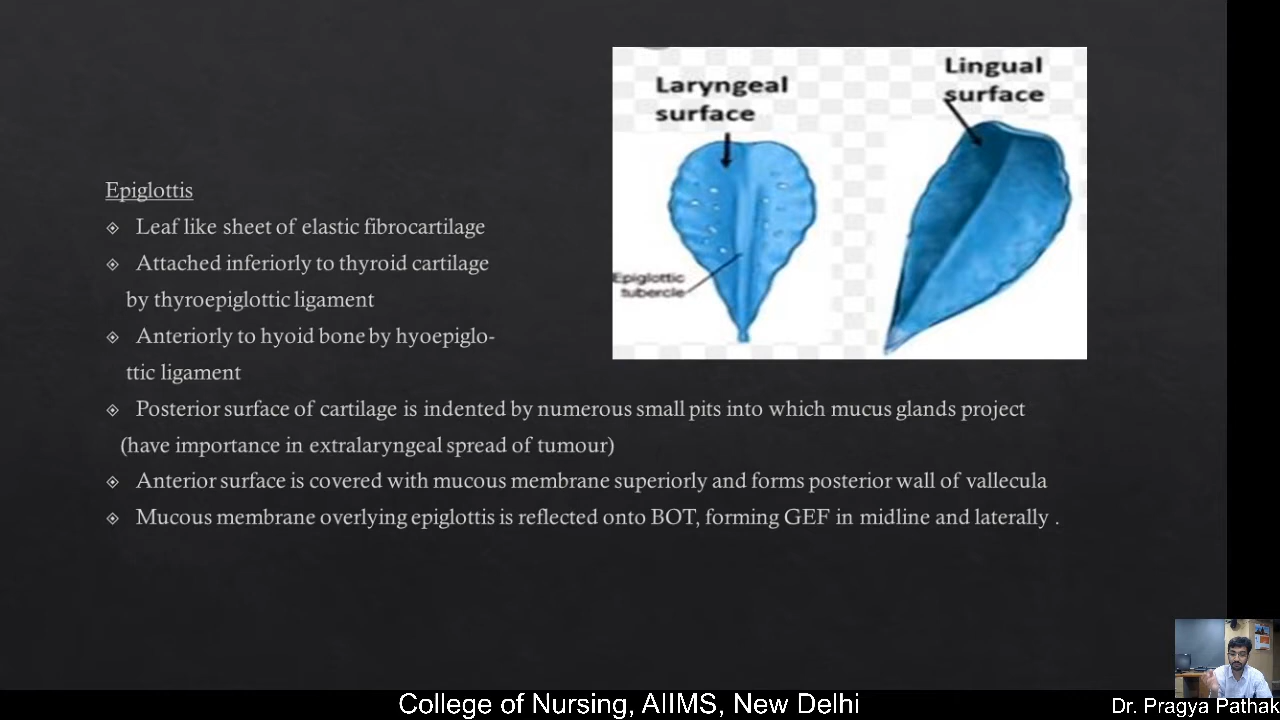 Laryngeal
surface
Lingual
surface
Epiglottic
tubercle
Epiglottis
Leaf like sheet of elastic fibrocartilage
Attached inferiorly to thyroid cartilage
by thyroepiglottic ligament
Anteriorly to hyoid bone by hyoepiglo-
ttic ligament
Posterior surface of cartilage is indented by numerous small pits into which mucus glands project
(have importance in extralaryngeal spread of tumour)
Anterior surface is covered with mucous membrane superiorly and forms posterior wall of vallecula
Mucous membrane overlying epiglottis is reflected onto BOT, forming GEF in midline and laterally .
College of Nursing, AIIMS, New Delhi
Dr. Pragya Pathak